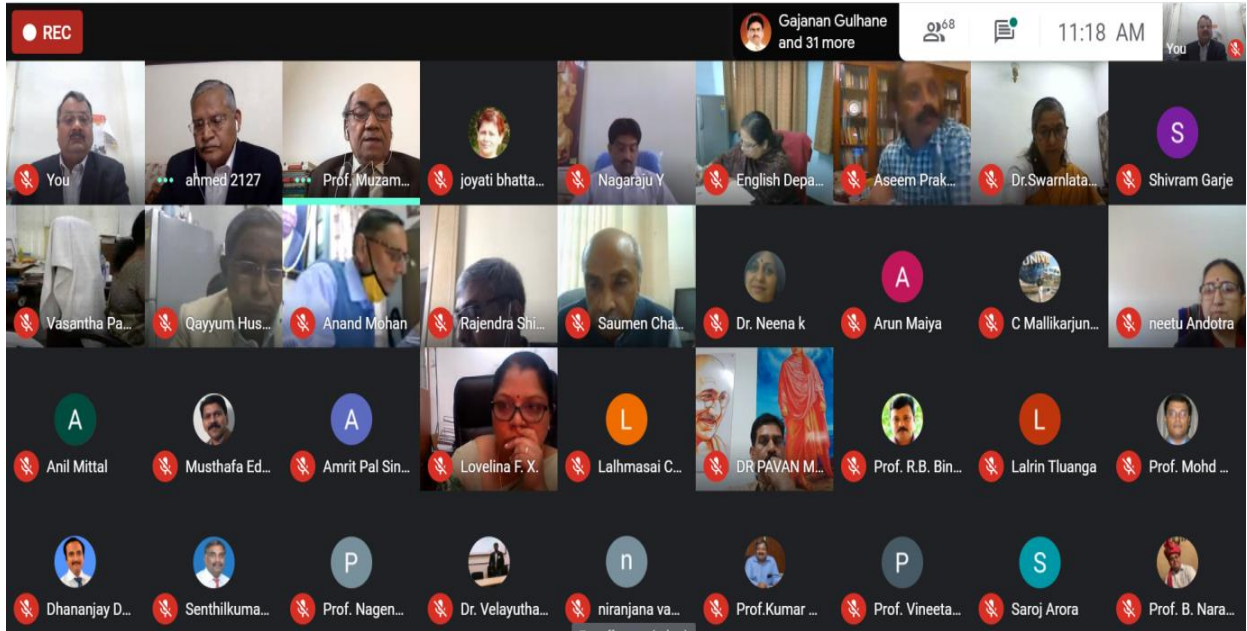 REC
Gajanan Gulhane
and 31 more
68
11:18 AM
You
You
ahmed 2127
Prof. Muzam...
joyati bhatta...
Nagaraju Y
English Depa...
Aseem Prak...
Dr.Swarnlata...
S
Shivram Garje
Vasantha Pa...
Qayyum Hus...
Anand Mohan
Rajendra Shi...
Saumen Cha...
Dr. Neena k
A
Arun Maiya
C Mallikarjun...
neetu Andotra
A
Anil Mittal
Musthafa Ed...
A
Amrit Pal Sin...
Lovelina F. X.
L
Lalhmasai C...
DR PAVAN M...
Prof. R.B. Bin...
L
Lalrin Tluanga
Prof. Mohd ...
Dhananjay D...
Senthilkuma...
P
Prof. Nagen...
Dr. Velayutha...
n
niranjana va...
Prof.Kumar ...
P
Prof. Vineeta...
S
Saroj Arora
Prof. B. Nara...